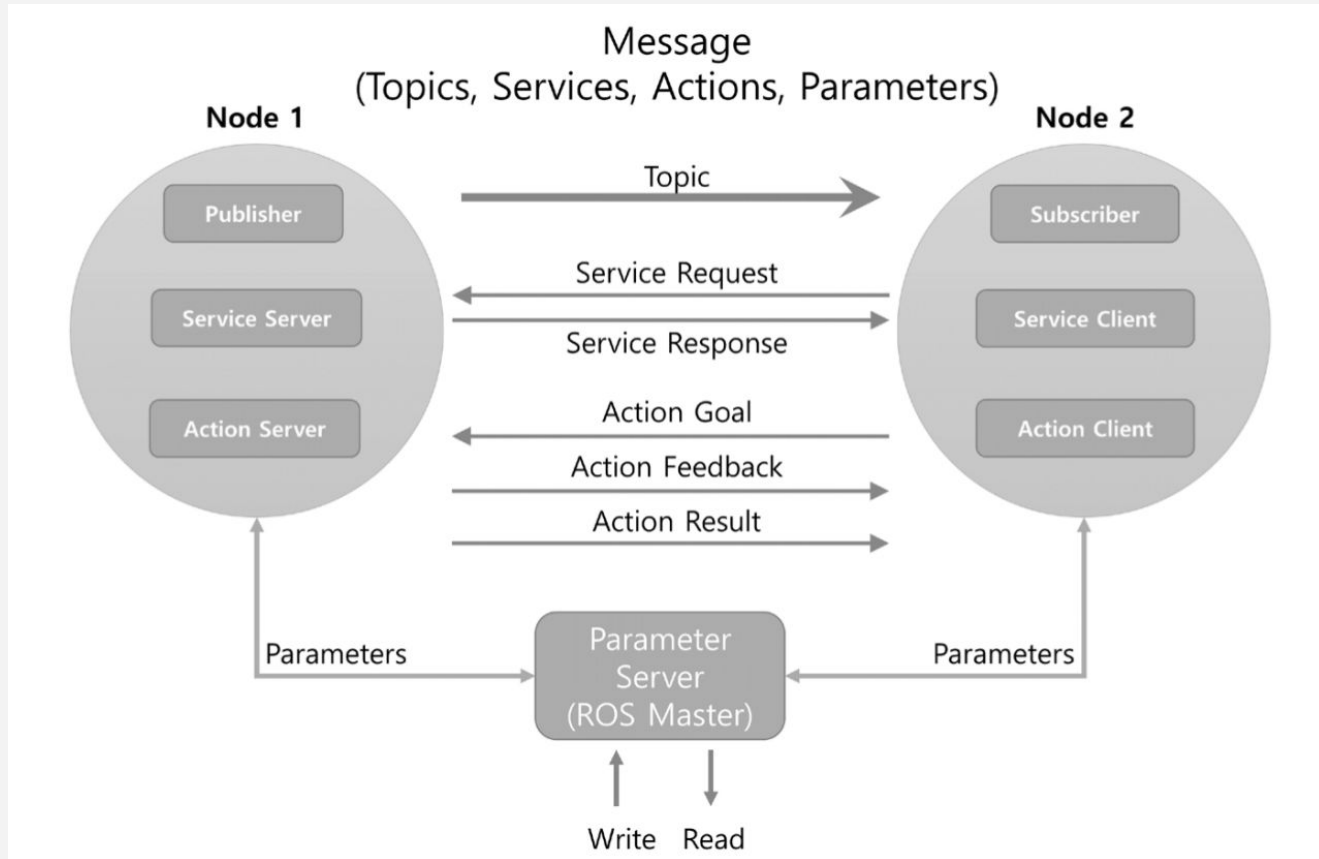 Message
(Topics, Services, Actions, Parameters)
Node 1
Node 2
Topic
Publisher
Subscriber
Service Request
Service Server
Service Client
Service Response
Action Goal
Action Server
Action Client
Action Feedback
Action Result
Parameters
Parameter
Server
(ROS Master)
Parameters
Write
Read